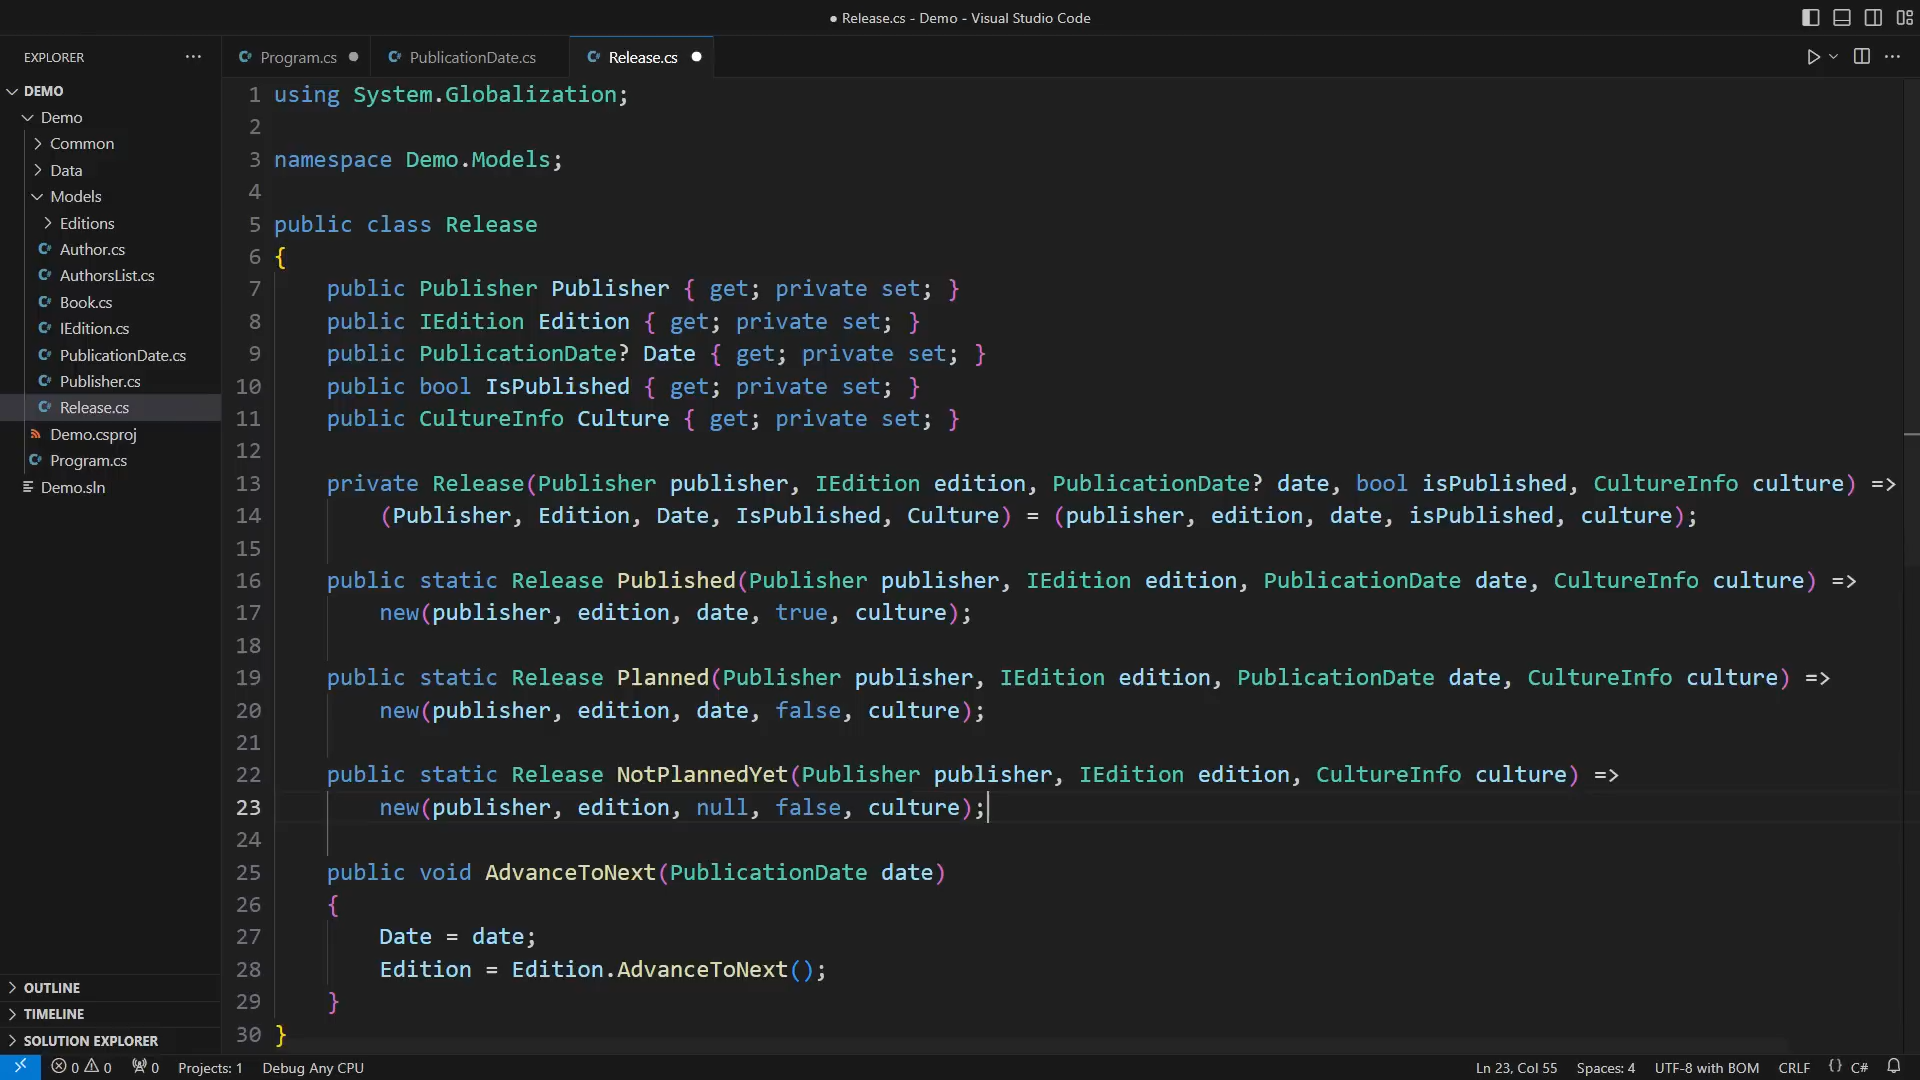 ● Release.cs - Demo - Visual Studio Code
EXPLORER
Program.cs
PublicationDate.cs
Release.cs
DEMO
Demo
Common
Data
Models
Editions
Author.cs
AuthorsList.cs
Book.cs
IEdition.cs
PublicationDate.cs
Publisher.cs
Release.cs
Demo.csproj
Program.cs
Demo.sln
OUTLINE
TIMELINE
SOLUTION EXPLORER
1 using System.Globalization;
2
3 namespace Demo.Models;
4
5 public class Release
6 {
7     public Publisher Publisher { get; private set; }
8     public IEdition Edition { get; private set; }
9     public PublicationDate? Date { get; private set; }
10     public bool IsPublished { get; private set; }
11     public CultureInfo Culture { get; private set; }
12
13     private Release(Publisher publisher, IEdition edition, PublicationDate? date, bool isPublished, CultureInfo culture) =>
14         (Publisher, Edition, Date, IsPublished, Culture) = (publisher, edition, date, isPublished, culture);
15
16     public static Release Published(Publisher publisher, IEdition edition, PublicationDate date, CultureInfo culture) =>
17         new(publisher, edition, date, true, culture);
18
19     public static Release Planned(Publisher publisher, IEdition edition, PublicationDate date, CultureInfo culture) =>
20         new(publisher, edition, date, false, culture);
21
22     public static Release NotPlannedYet(Publisher publisher, IEdition edition, CultureInfo culture) =>
23         new(publisher, edition, null, false, culture);
24
25     public void AdvanceToNext(PublicationDate date)
26     {
27         Date = date;
28         Edition = Edition.AdvanceToNext();
29     }
30 }
0 0 0 Projects: 1 Debug Any CPU Ln 23, Col 55 Spaces: 4 UTF-8 with BOM CRLF {} C#